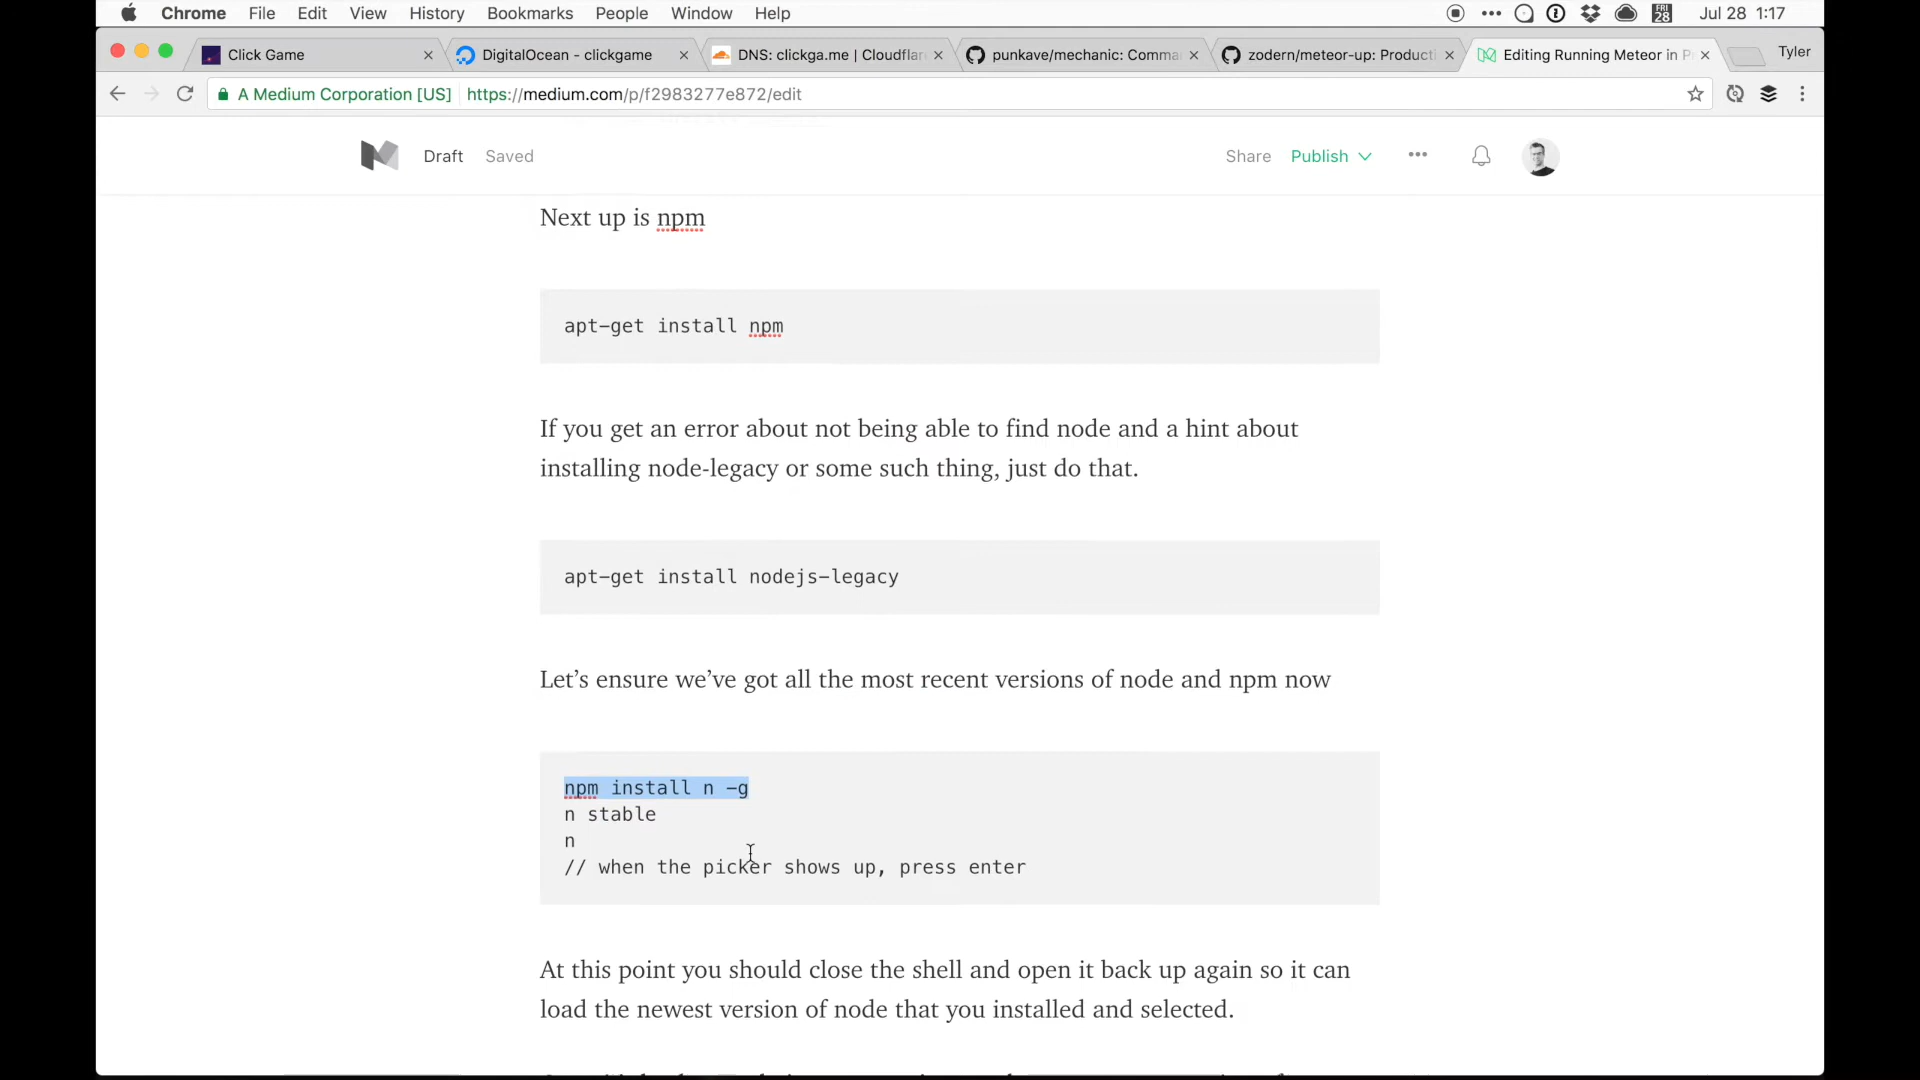 Chrome File Edit View History Bookmarks People Window Help FRI 28 Jul 28 1:17
Click Game DigitalOcean - clickgame DNS: clickga.me | Cloudflar punkave/mechanic: Comma zodern/meteor-up: Producti Editing Running Meteor in P Tyler
A Medium Corporation [US] https://medium.com/p/f2983277e872/edit
Draft Saved Share Publish
Next up is npm
apt-get install npm
If you get an error about not being able to find node and a hint about
installing node-legacy or some such thing, just do that.
apt-get install nodejs-legacy
Let’s ensure we’ve got all the most recent versions of node and npm now
npm install n -g
n stable
n
// when the picker shows up, press enter
At this point you should close the shell and open it back up again so it can
load the newest version of node that you installed and selected.